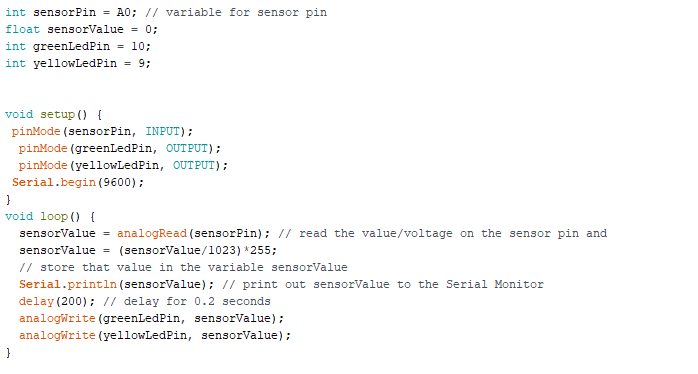 int sensorPin = A0; // variable for sensor pin
float sensorValue = 0;
int greenLedPin = 10;
int yellowLedPin = 9;
void setup() {
pinMode(sensorPin, INPUT);
pinMode(greenLedPin, OUTPUT);
pinMode(yellowLedPin, OUTPUT);
Serial.begin(9600);
}
void loop() {
sensorValue = analogRead(sensorPin); // read the value/voltage on the sensor pin and
sensorValue = (sensorValue/1023)*255;
// store that value in the variable sensorValue
Serial.println(sensorValue); // print out sensorValue to the Serial Monitor
delay(200); // delay for 0.2 seconds
analogWrite(greenLedPin, sensorValue);
analogWrite(yellowLedPin, sensorValue);
}